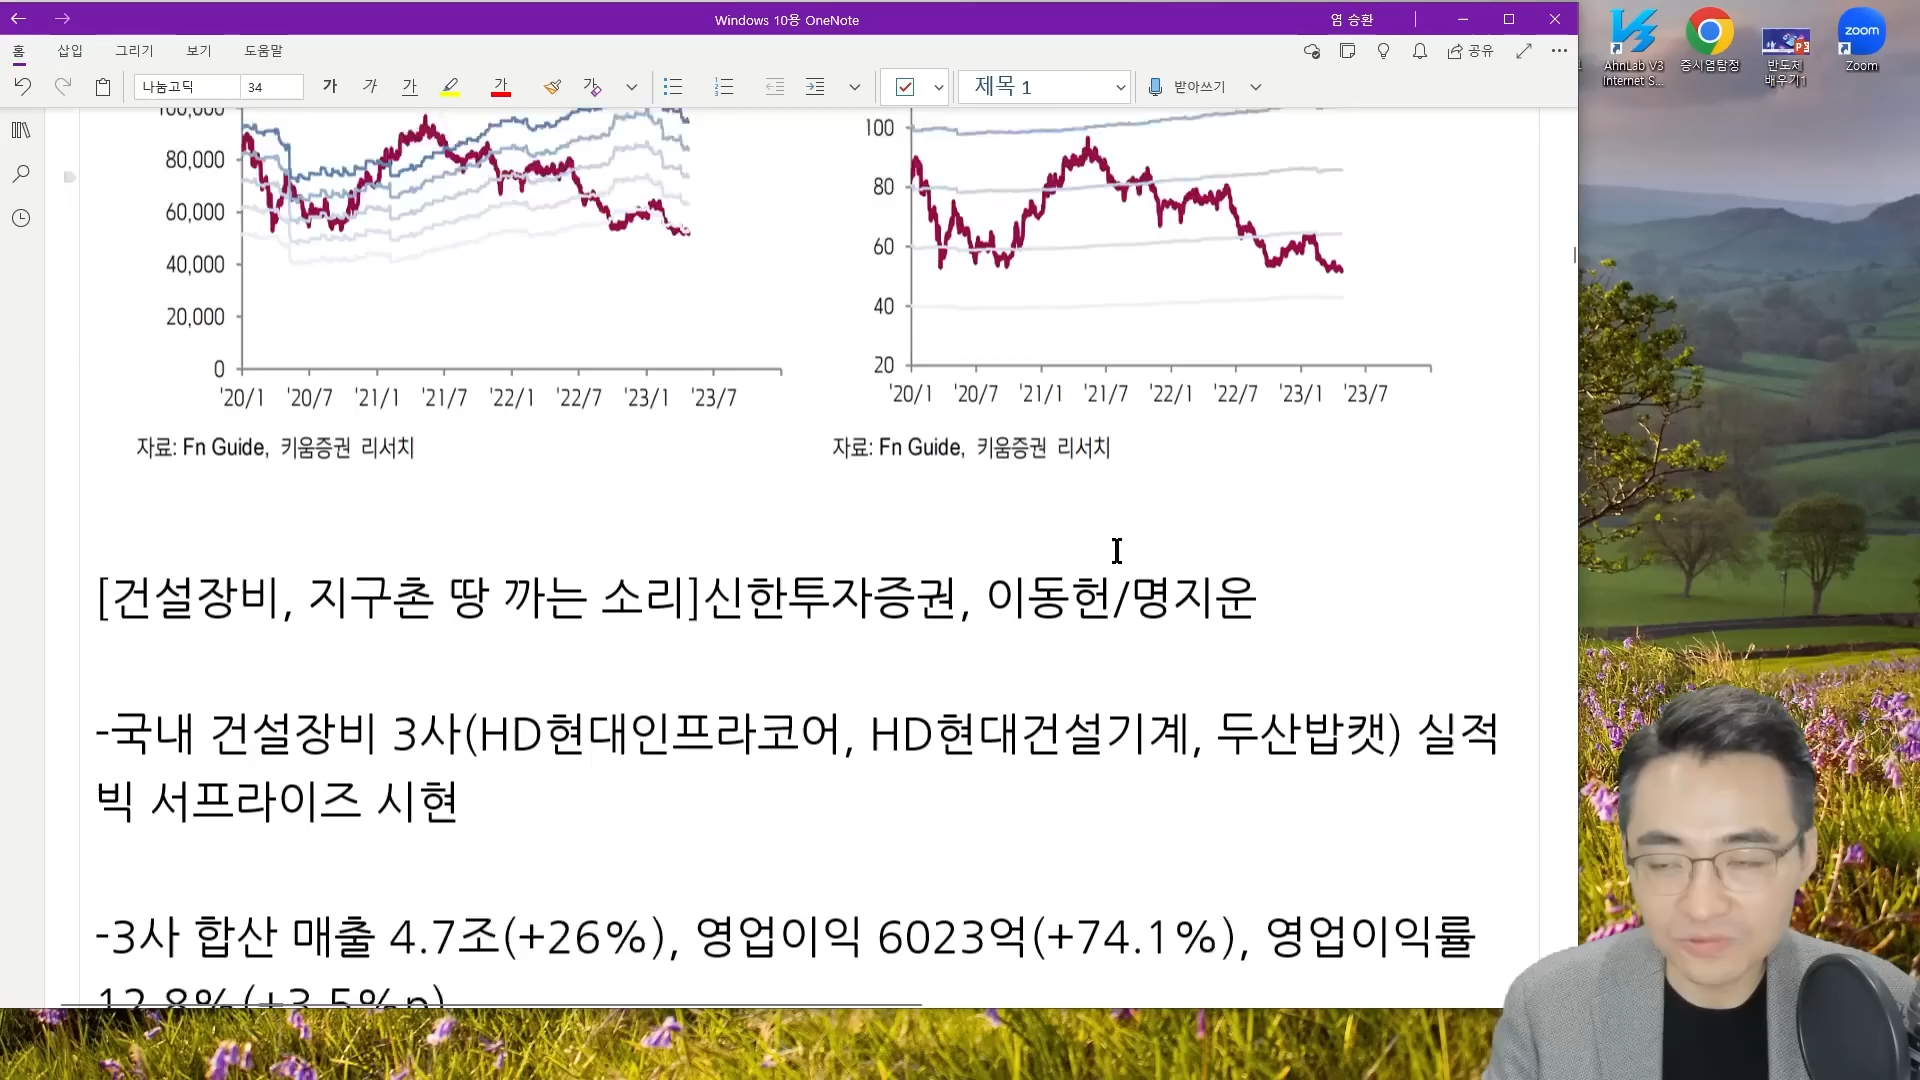 Windows 10용 OneNote
염 승환
홈 삽입 그리기 보기 도움말
공유
나눔고딕 34 가 가 가 가 가 제목 1 받아쓰기
100,000
80,000
60,000
40,000
20,000
0
'20/1 '20/7 '21/1 '21/7 '22/1 '22/7 '23/1 '23/7
100
80
60
40
20
'20/1 '20/7 '21/1 '21/7 '22/1 '22/7 '23/1 '23/7
자료: Fn Guide, 키움증권 리서치
자료: Fn Guide, 키움증권 리서치
[건설장비, 지구촌 땅 까는 소리]신한투자증권, 이동헌/명지운
-국내 건설장비 3사(HD현대인프라코어, HD현대건설기계, 두산밥캣) 실적
빅 서프라이즈 시현
-3사 합산 매출 4.7조(+26%), 영업이익 6023억(+74.1%), 영업이익률
12.8%(+3.5%p)
AhnLab V3
Internet S...
증시염탐정
반도체
배우기1
zoom
Zoom